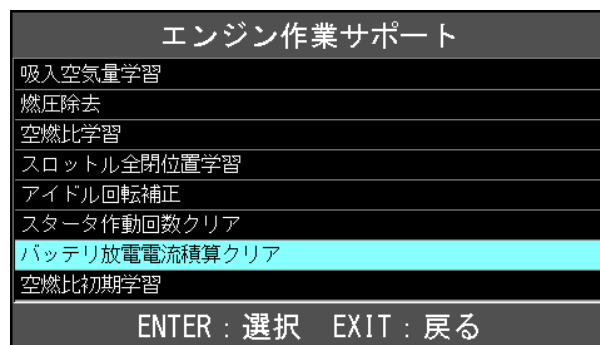 エンジン作業サポート
吸入空気量学習
燃圧除去
空燃比学習
スロットル全閉位置学習
アイドル回転補正
スタータ作動回数クリア
バッテリ放電電流積算クリア
空燃比初期学習
ENTER：選択　EXIT：戻る